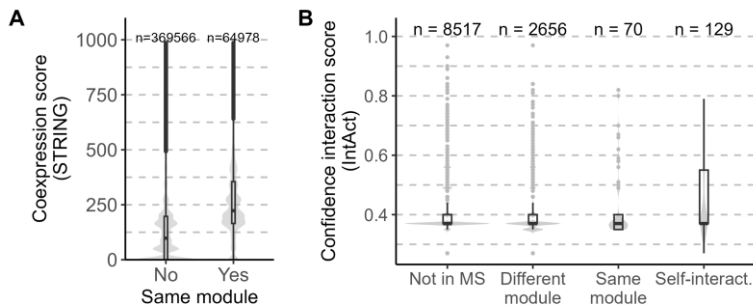 A
n=369566 n=64978
1000
750
500
250
0
Coexpression score
(STRING)
No Yes
Same module
B
n = 8517 n = 2656 n = 70 n = 129
1.0
0.8
0.6
0.4
Confidence interaction score
(IntAct)
Not in MS Different Same Self-interact.
module module